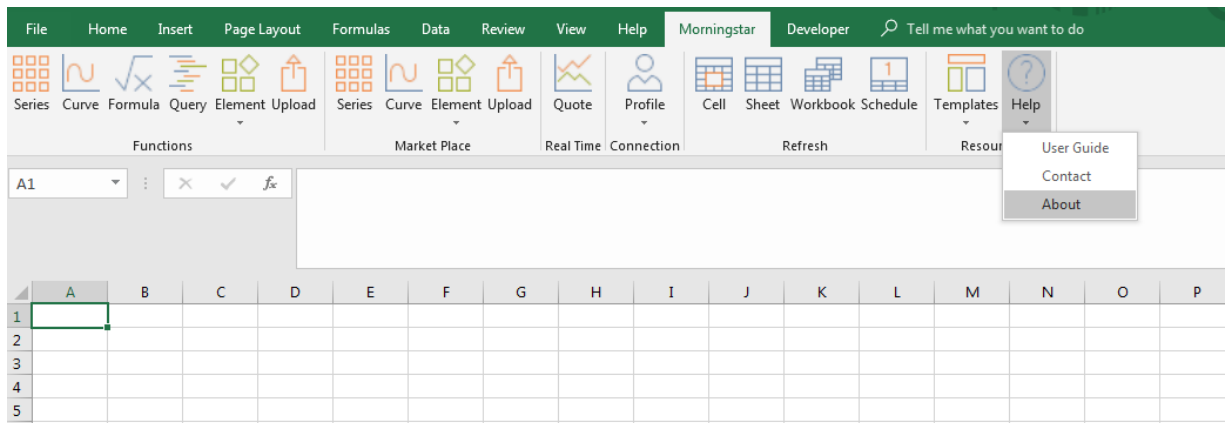 File Home Insert Page Layout Formulas Data Review View Help Morningstar Developer Tell me what you want to do
Series Curve Formula Query Element Upload Series Curve Element Upload Quote Profile Cell Sheet Workbook Schedule Templates Help
Functions Market Place Real Time Connection Refresh Resour
User Guide
Contact
About
A1 fx
A B C D E F G H I J K L M N O P
1
2
3
4
5